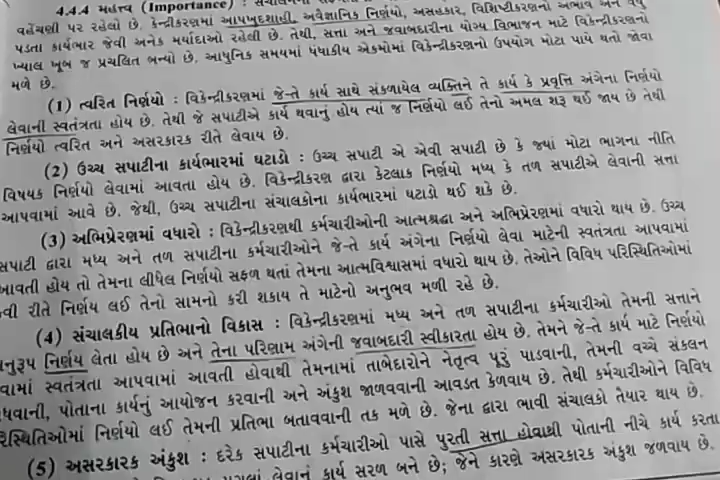 4.4.4 મહત્ત્વ (Importance) :
વહેંચણી પર રહેલો છે. કેન્દ્રીકરણમાં આપખુદશાહી, અવૈજ્ઞાનિક નિર્ણયો, અસહકાર, વિશિષ્ટીકરણનો અભાવ અને વધુ
પડતા કાર્યભાર જેવી અનેક મર્યાદાઓ રહેલી છે. તેથી, સત્તા અને જવાબદારીના યોગ્ય વિભાજન માટે વિકેન્દ્રીકરણનો
ખ્યાલ ખૂબ જ પ્રચલિત બન્યો છે. આધુનિક સમયમાં ધંધાકીય એકમોમાં વિકેન્દ્રીકરણનો ઉપયોગ મોટા પાયે થતો જોવા
મળે છે.
(1) ત્વરિત નિર્ણયો : વિકેન્દ્રીકરણમાં જે-તે કાર્ય સાથે સંકળાયેલ વ્યક્તિને તે કાર્ય કે પ્રવૃત્તિ અંગેના નિર્ણયો
લેવાની સ્વતંત્રતા હોય છે. તેથી જે સપાટીએ કાર્ય થવાનું હોય ત્યાં જ નિર્ણયો લઈ તેનો અમલ શરૂ થઈ જાય છે તેથી
નિર્ણયો ત્વરિત અને અસરકારક રીતે લેવાય છે.
(2) ઉચ્ચ સપાટીના કાર્યભારમાં ઘટાડો : ઉચ્ચ સપાટી એ એવી સપાટી છે કે જ્યાં મોટા ભાગના નીતિ
વિષયક નિર્ણયો લેવામાં આવતા હોય છે. વિકેન્દ્રીકરણ દ્વારા કેટલાક નિર્ણયો મધ્ય કે તળ સપાટીએ લેવાની સત્તા
આપવામાં આવે છે. જેથી, ઉચ્ચ સપાટીના સંચાલકોના કાર્યભારમાં ઘટાડો થઈ શકે છે.
(3) અભિપ્રેરણમાં વધારો : વિકેન્દ્રીકરણથી કર્મચારીઓની આત્મશ્રદ્ધા અને અભિપ્રેરણમાં વધારો થાય છે. ઉચ્ચ
સપાટી દ્વારા મધ્ય અને તળ સપાટીના કર્મચારીઓને જે-તે કાર્ય અંગેના નિર્ણયો લેવા માટેની સ્વતંત્રતા આપવામાં
આવતી હોય તો તેમના લીધેલ નિર્ણયો સફળ થતાં તેમના આત્મવિશ્વાસમાં વધારો થાય છે. તેઓને વિવિધ પરિસ્થિતિઓમાં
વી રીતે નિર્ણય લઈ તેનો સામનો કરી શકાય તે માટેનો અનુભવ મળી રહે છે.
(4) સંચાલકીય પ્રતિભાનો વિકાસ : વિકેન્દ્રીકરણમાં મધ્ય અને તળ સપાટીના કર્મચારીઓ તેમની સત્તાને
નુરૂપ નિર્ણય લેતા હોય છે અને તેના પરિણામ અંગેની જવાબદારી સ્વીકારતા હોય છે. તેમને જે-તે કાર્ય માટે નિર્ણયો
વામાં સ્વતંત્રતા આપવામાં આવતી હોવાથી તેમનામાં તાબેદારોને નેતૃત્વ પૂરું પાડવાની, તેમની વચ્ચે સંકલન
ધવાની, પોતાના કાર્યનું આયોજન કરવાની અને અંકુશ જાળવવાની આવડત કેળવાય છે. તેથી કર્મચારીઓને વિવિધ
રિસ્થિતિઓમાં નિર્ણયો લઈ તેમની પ્રતિભા બતાવવાની તક મળે છે. જેના દ્વારા ભાવી સંચાલકો તૈયાર થાય છે.
(5) અસરકારક અંકુશ : દરેક સપાટીના કર્મચારીઓ પાસે પુરતી સત્તા હોવાથી પોતાની નીચે કાર્ય કરતા
લેવાનું કાર્ય સરળ બને છે; જેને કારણે અસરકારક અંકુશ જળવાય છે.